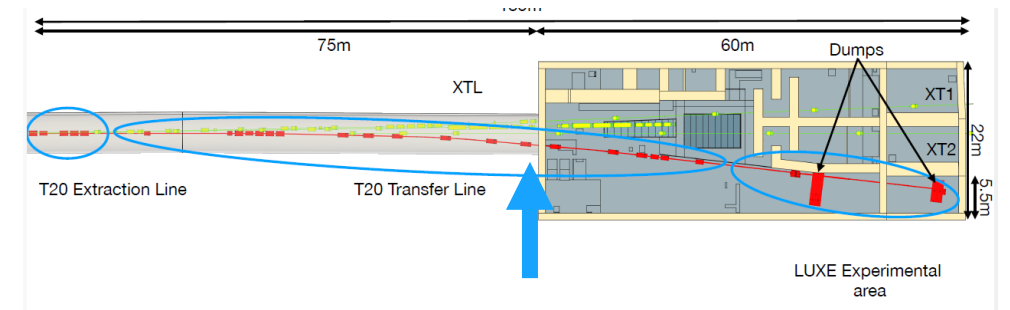 75m
60m
Dumps
XTL
XT1
22m
XT2
T20 Extraction Line
T20 Transfer Line
5.5m
LUXE Experimental
area